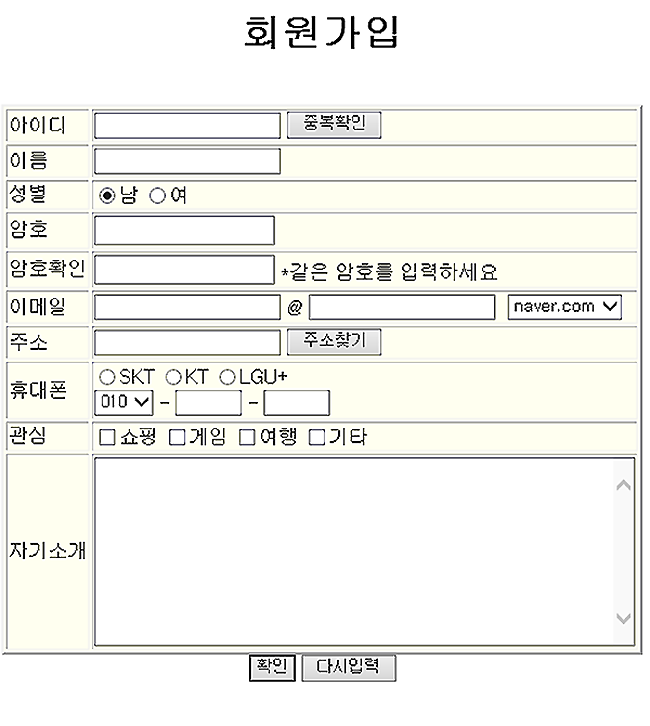 회원가입
아이디 중복확인
이름
성별 남 여
암호
암호확인 *같은 암호를 입력하세요
이메일 @ naver.com
주소 주소찾기
휴대폰 SKT KT LGU+
010 - -
관심 쇼핑 게임 여행 기타
자기소개
확인 다시입력